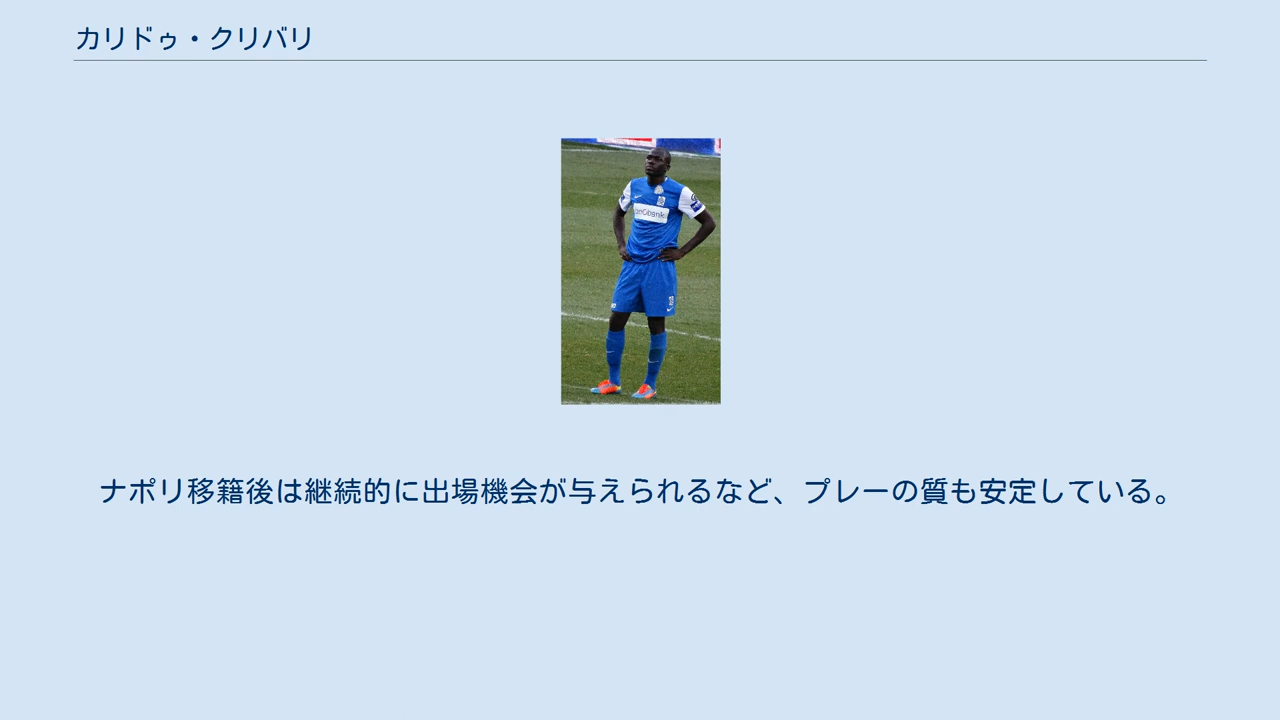 カリドゥ・クリバリ
ナポリ移籍後は継続的に出場機会が与えられるなど、プレーの質も安定している。